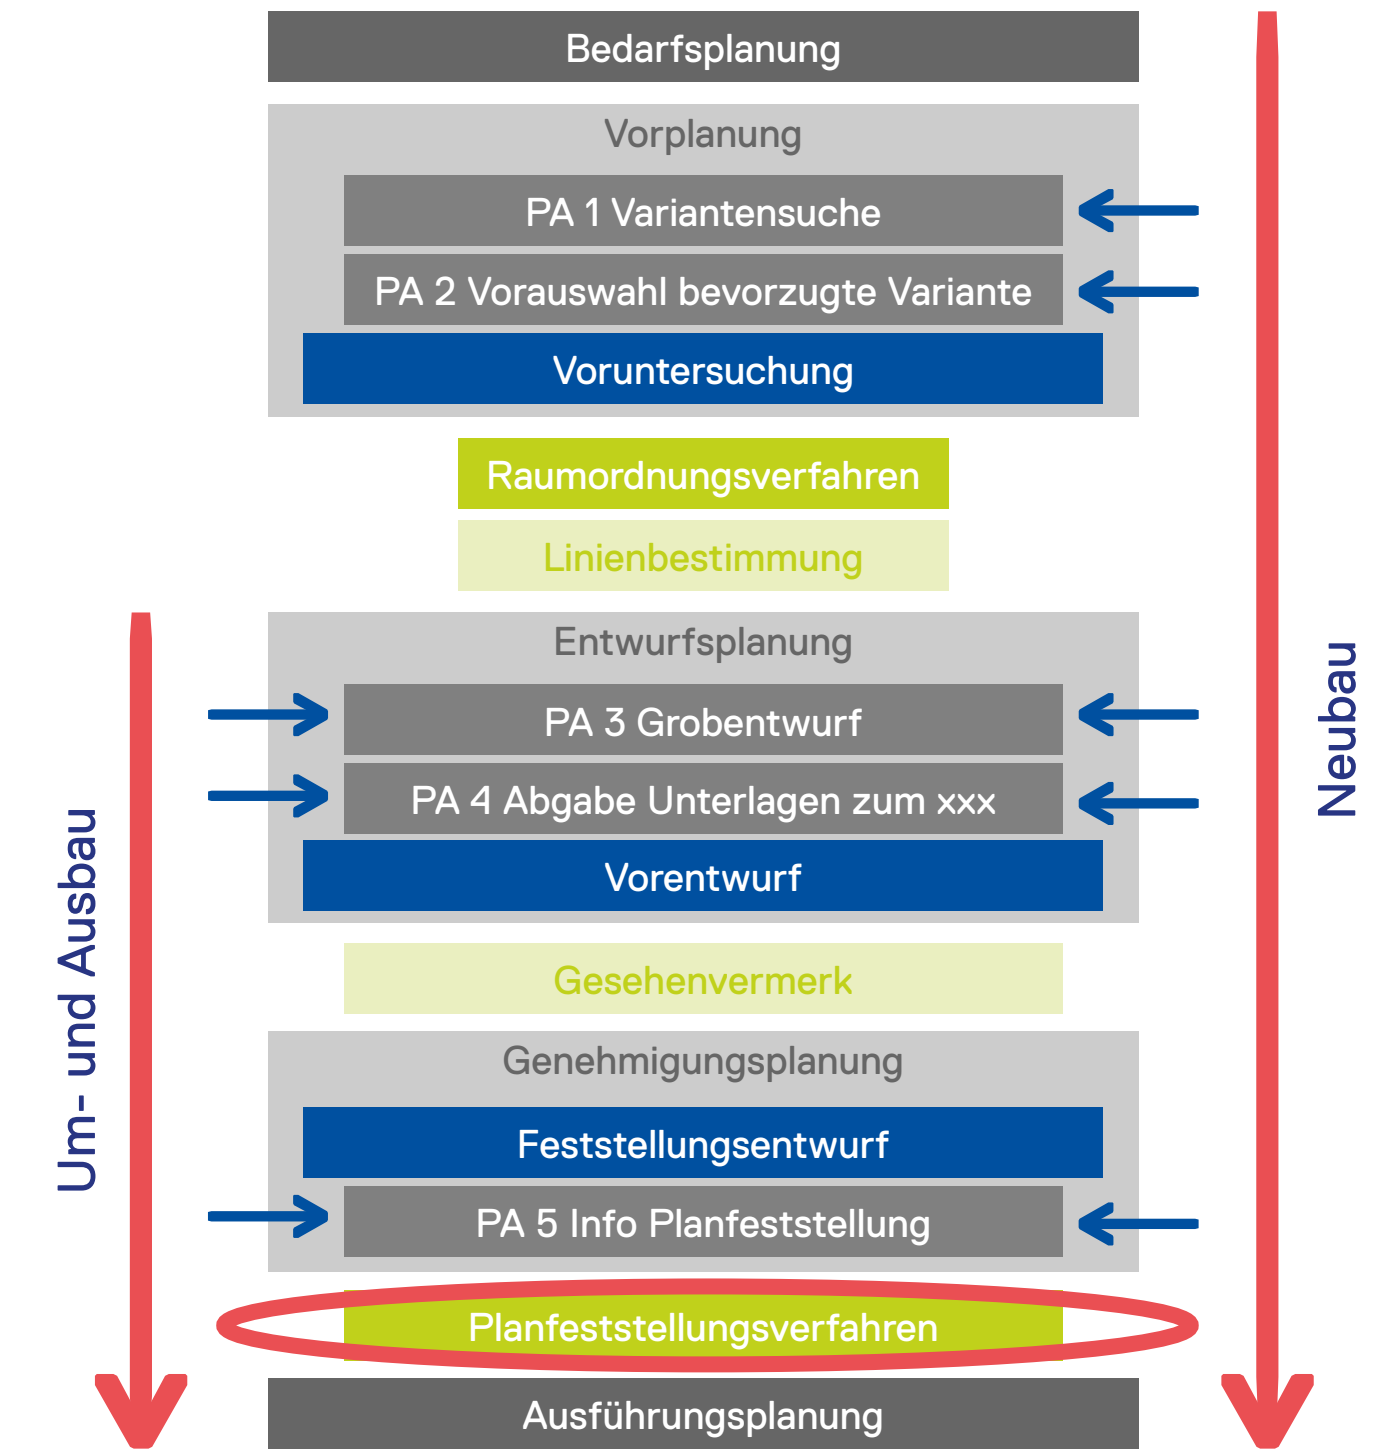 Bedarfsplanung
Vorplanung
PA 1 Variantensuche
PA 2 Vorauswahl bevorzugte Variante
Voruntersuchung
Raumordnungsverfahren
Linienbestimmung
Entwurfsplanung
PA 3 Grobentwurf
PA 4 Abgabe Unterlagen zum xxx
Vorentwurf
Gesehenvermerk
Genehmigungsplanung
Feststellungsentwurf
PA 5 Info Planfeststellung
Planfeststellungsverfahren
Ausführungsplanung
Um- und Ausbau
Neubau